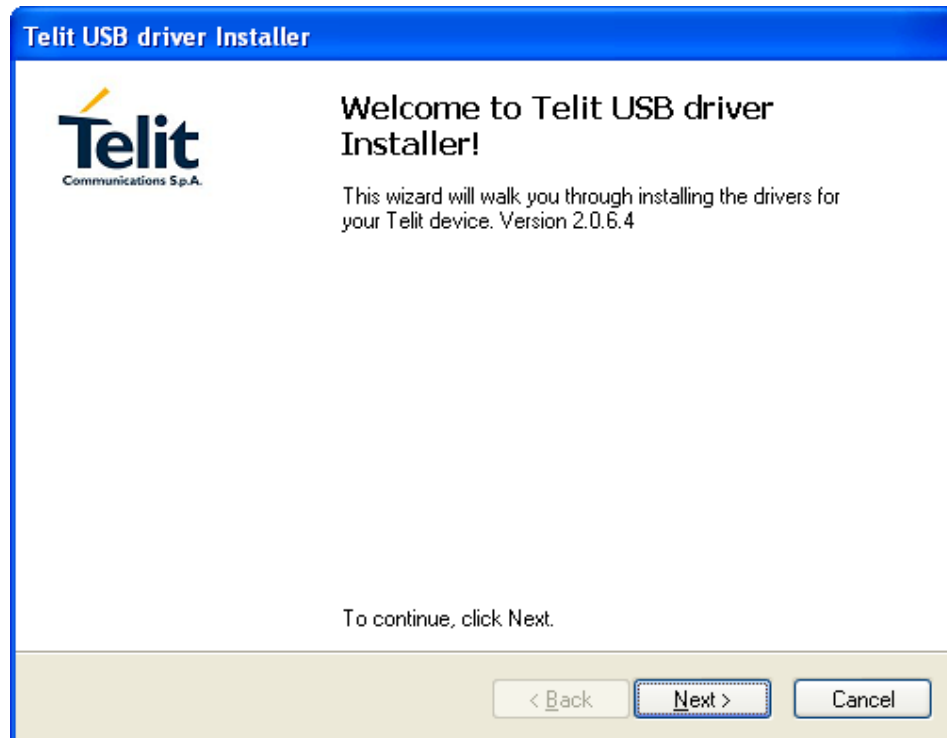 Telit USB driver Installer
Telit
Communications S.p.A.
Welcome to Telit USB driver
Installer!
This wizard will walk you through installing the drivers for
your Telit device. Version 2.0.6.4
To continue, click Next.
< Back
Next >
Cancel